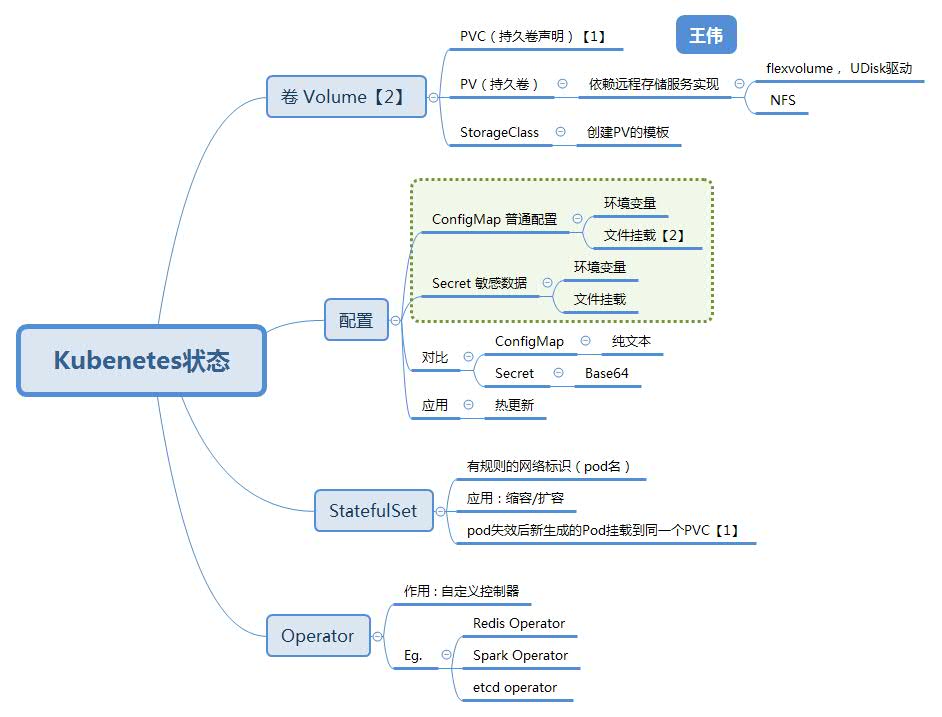 王伟
Kubenetes状态
卷 Volume【2】
PVC（持久卷声明）【1】
PV（持久卷）
依赖远程存储服务实现
flexvolume ， UDisk驱动
NFS
StorageClass
创建PV的模板
配置
ConfigMap 普通配置
环境变量
文件挂载【2】
Secret 敏感数据
环境变量
文件挂载
对比
ConfigMap
纯文本
Secret
Base64
应用
热更新
StatefulSet
有规则的网络标识（pod名）
应用：缩容/扩容
pod失效后新生成的Pod挂载到同一个PVC【1】
Operator
作用：自定义控制器
Eg.
Redis Operator
Spark Operator
etcd operator